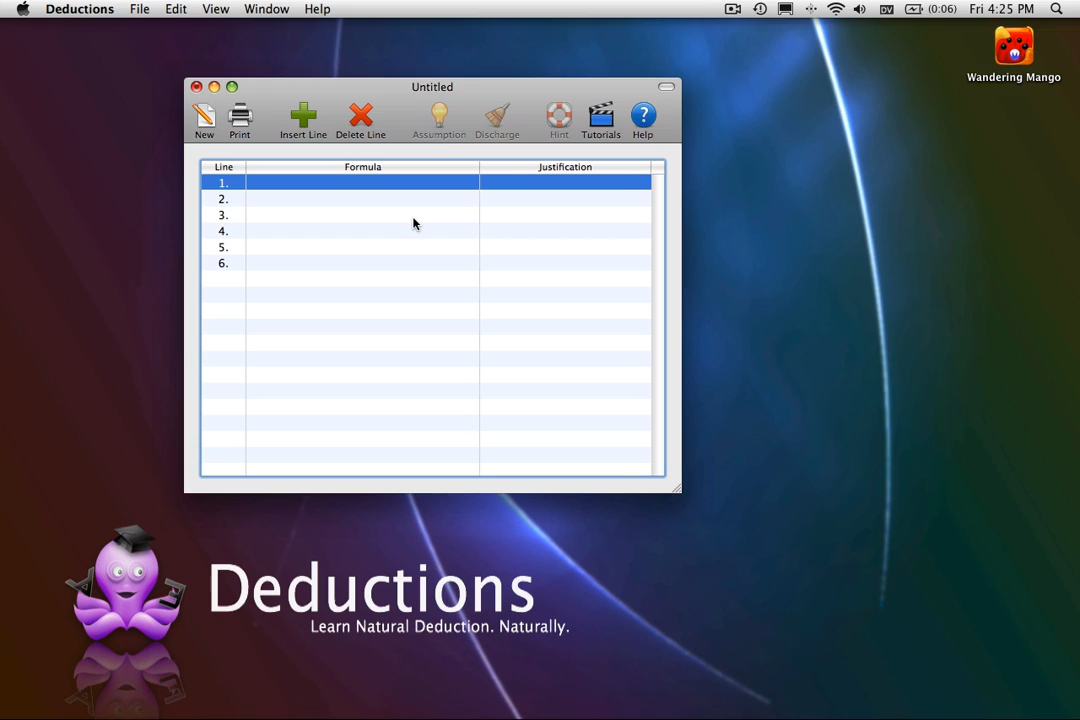 Deductions File Edit View Window Help DV (0:06) Fri 4:25 PM
Wandering Mango
Untitled
New Print Insert Line Delete Line Assumption Discharge Hint Tutorials ? Help
Line Formula Justification
1.
2.
3.
4.
5.
6.
Deductions
Learn Natural Deduction. Naturally.